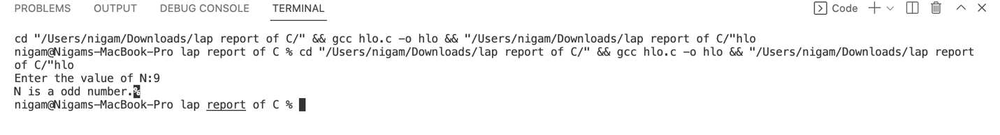 PROBLEMS OUTPUT DEBUG CONSOLE TERMINAL Code
cd "/Users/nigam/Downloads/lap report of C/" && gcc hlo.c -o hlo && "/Users/nigam/Downloads/lap report of C/"hlo
nigam@Nigams-MacBook-Pro lap report of C % cd "/Users/nigam/Downloads/lap report of C/" && gcc hlo.c -o hlo && "/Users/nigam/Downloads/lap report
of C/"hlo
Enter the value of N:9
N is a odd number.%
nigam@Nigams-MacBook-Pro lap report of C %